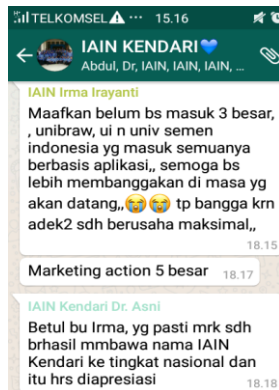 TELKOMSEL ... 15.16
IAIN KENDARI💙
Abdul, Dr, IAIN, IAIN, IAIN, ...
IAIN Irma Irayanti
Maafkan belum bs masuk 3 besar,
, unibraw, ui n univ semen
indonesia yg masuk semuanya
berbasis aplikasi,, semoga bs
lebih membanggakan di masa yg
akan datang,,😭😭 tp bangga krn
adek2 sdh berusaha maksimal,,
18.15
Marketing action 5 besar 18.17
IAIN Kendari Dr. Asni
Betul bu Irma, yg pasti mrk sdh
brhasil mmbawa nama IAIN
Kendari ke tingkat nasional dan
itu hrs diapresiasi 18.18